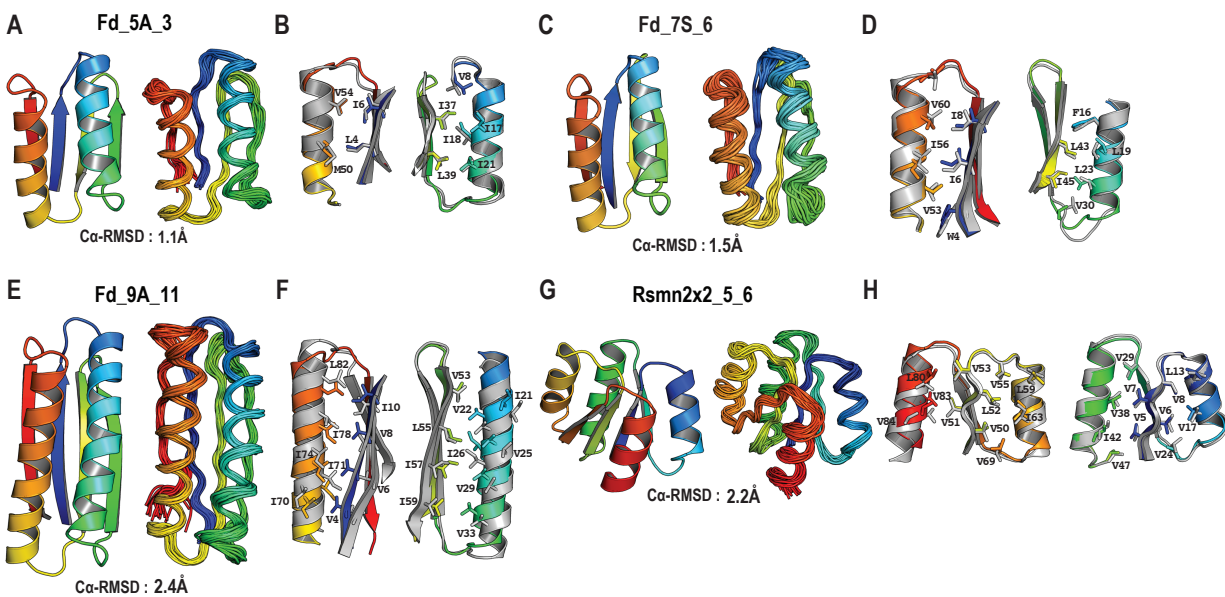 A
Fd_5A_3
Cα-RMSD : 1.1Å
B
V8
V54
I6
I37
I17
I18
L4
M50
I21
L39
C
Fd_7S_6
Cα-RMSD : 1.5Å
D
V60
I8
F16
I56
L43
L19
I6
L23
I45
V53
V30
W4
E
Fd_9A_11
Cα-RMSD : 2.4Å
F
L82
V53
I21
I10
V22
I78
V8
L55
I74
I71
I26
V25
I57
V6
V29
I70
V4
I59
V33
G
Rsmn2x2_5_6
Cα-RMSD : 2.2Å
H
V53
L80
V55
L59
V83
L52
I63
V84
V51
V50
V69
V29
L13
V7
V8
V38
V6
V5
V17
I42
V24
V47